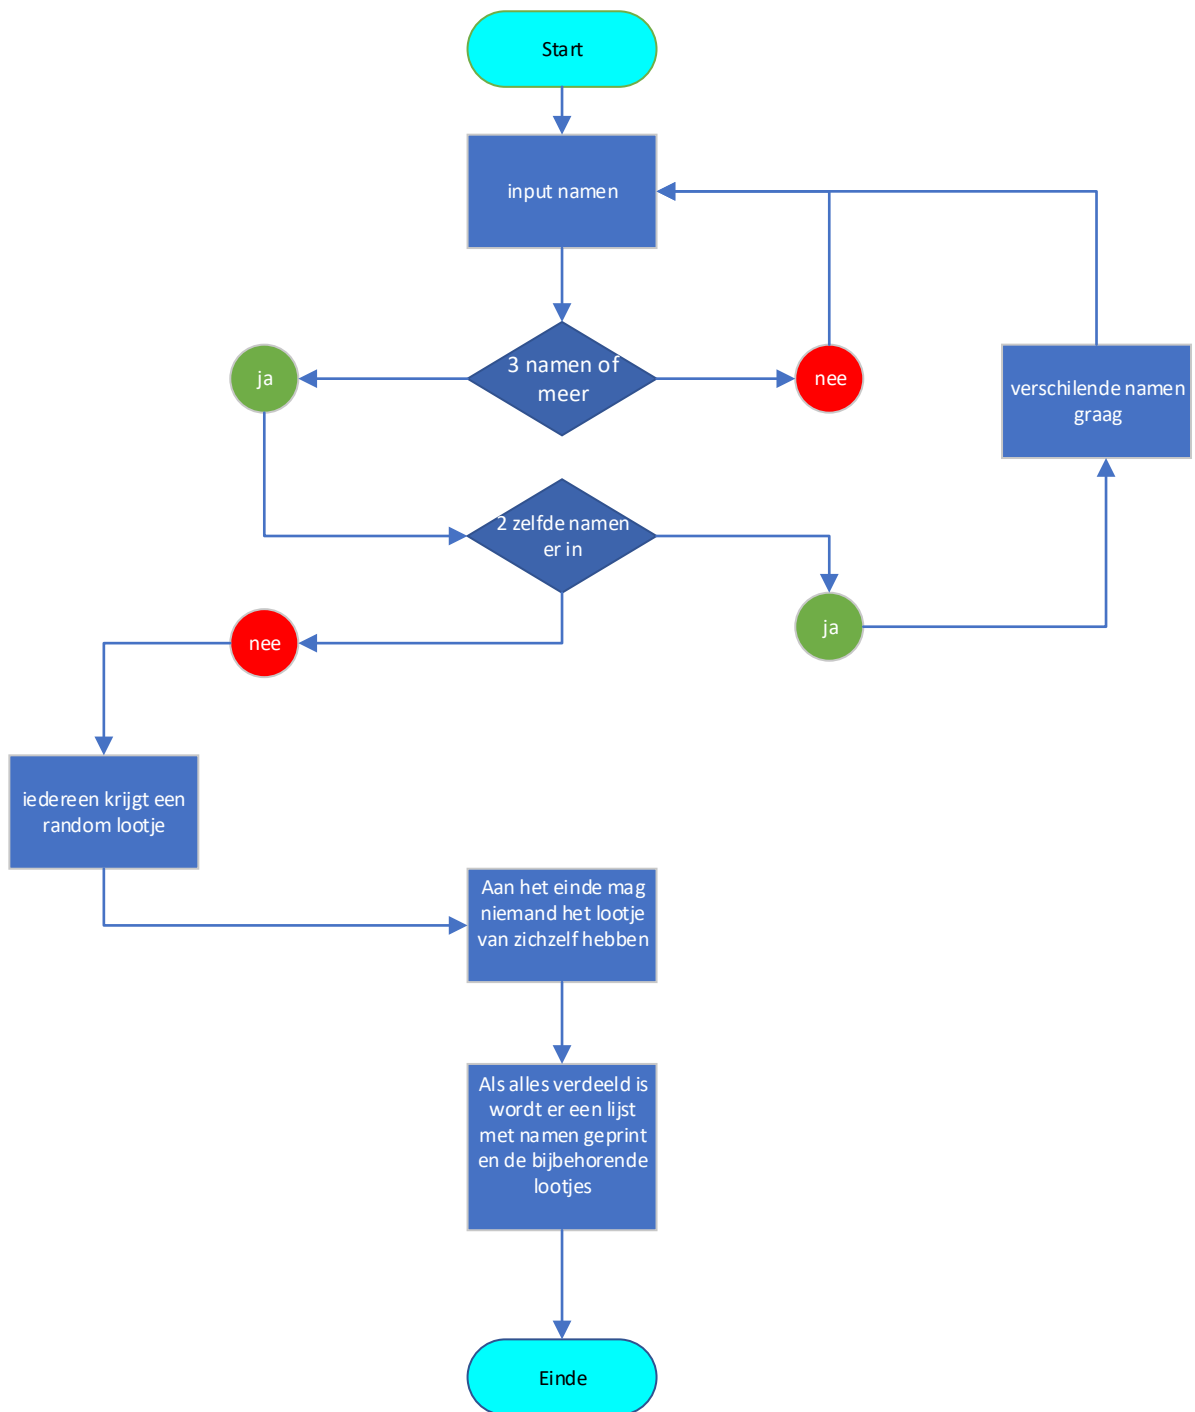 Start
input namen
3 namen of
meer
ja
nee
verschilende namen
graag
2 zelfde namen
er in
ja
nee
iedereen krijgt een
random lootje
Aan het einde mag
niemand het lootje
van zichzelf hebben
Als alles verdeeld is
wordt er een lijst
met namen geprint
en de bijbehorende
lootjes
Einde